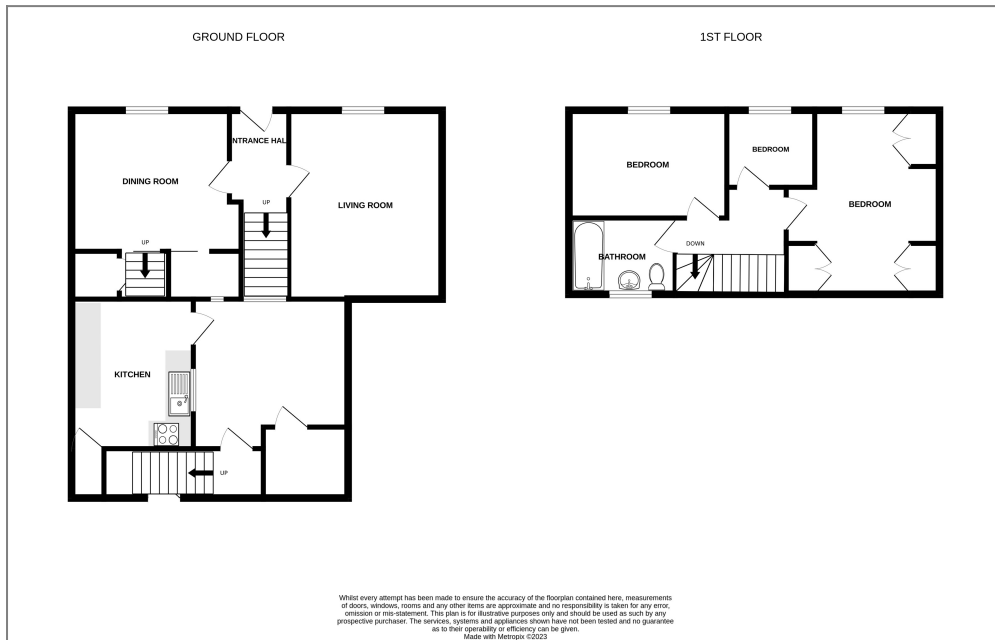 GROUND FLOOR
1ST FLOOR
NTRANCE HAL
DINING ROOM
UP
LIVING ROOM
UP
KITCHEN
UP
BEDROOM
BEDROOM
BEDROOM
DOWN
BATHROOM
Whilst every attempt has been made to ensure the accuracy of the floorplan contained here, measurements
of doors, windows, rooms and any other items are approximate and no responsibility is taken for any error,
omission or mis-statement. This plan is for illustrative purposes only and should be used as such by any
prospective purchaser. The services, systems and appliances shown have not been tested and no guarantee
as to their operability or efficiency can be given.
Made with Metropix ©2023